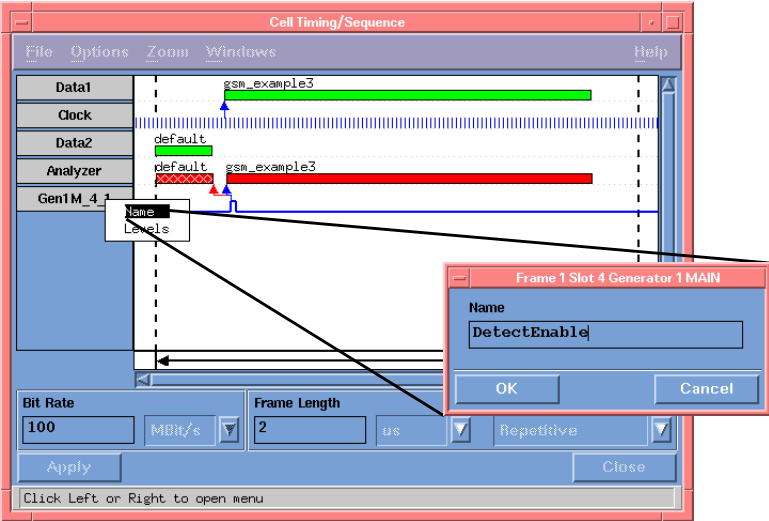 Cell Timing/Sequence
File Options Zoom Windows Help
Data1
gsm_example3
Clock
Data2
default
Analyzer
default gsm_example3
Gen1M_4_1
Name
Levels
Frame 1 Slot 4 Generator 1 MAIN
Name
DetectEnable
OK Cancel
Bit Rate Frame Length
100 MBit/s 2 us Repetitive
Apply Close
Click Left or Right to open menu